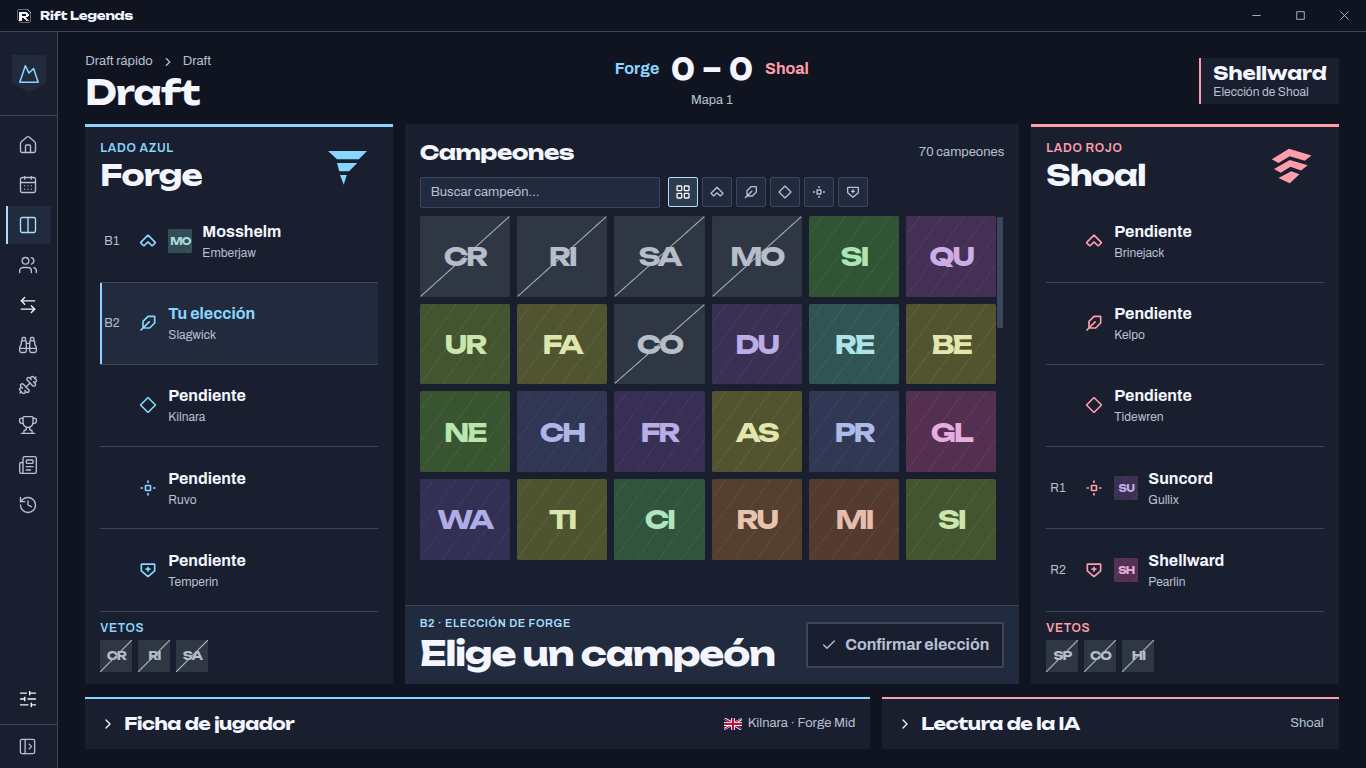 Rift Legends
Draft rápido > Draft
Draft
Forge 0 – 0 Shoal
Mapa 1
Shellward
Elección de Shoal
LADO AZUL
Forge
B1
MO
Mosshelm
Emberjaw
B2
Tu elección
Slagwick
Pendiente
Kilnara
Pendiente
Ruvo
Pendiente
Temperin
VETOS
CR RI SA
Campeones
70 campeones
Buscar campeón...
CR RI SA MO SI QU
UR FA CO DU RE BE
NE CH FR AS PR GL
WA TI CI RU MI SI
B2 · ELECCIÓN DE FORGE
Elige un campeón
Confirmar elección
LADO ROJO
Shoal
Pendiente
Brinejack
Pendiente
Kelpo
Pendiente
Tidewren
R1
SU
Suncord
Gullix
R2
SH
Shellward
Pearlin
VETOS
SP CO HI
Ficha de jugador
Kilnara · Forge Mid
Lectura de la IA
Shoal